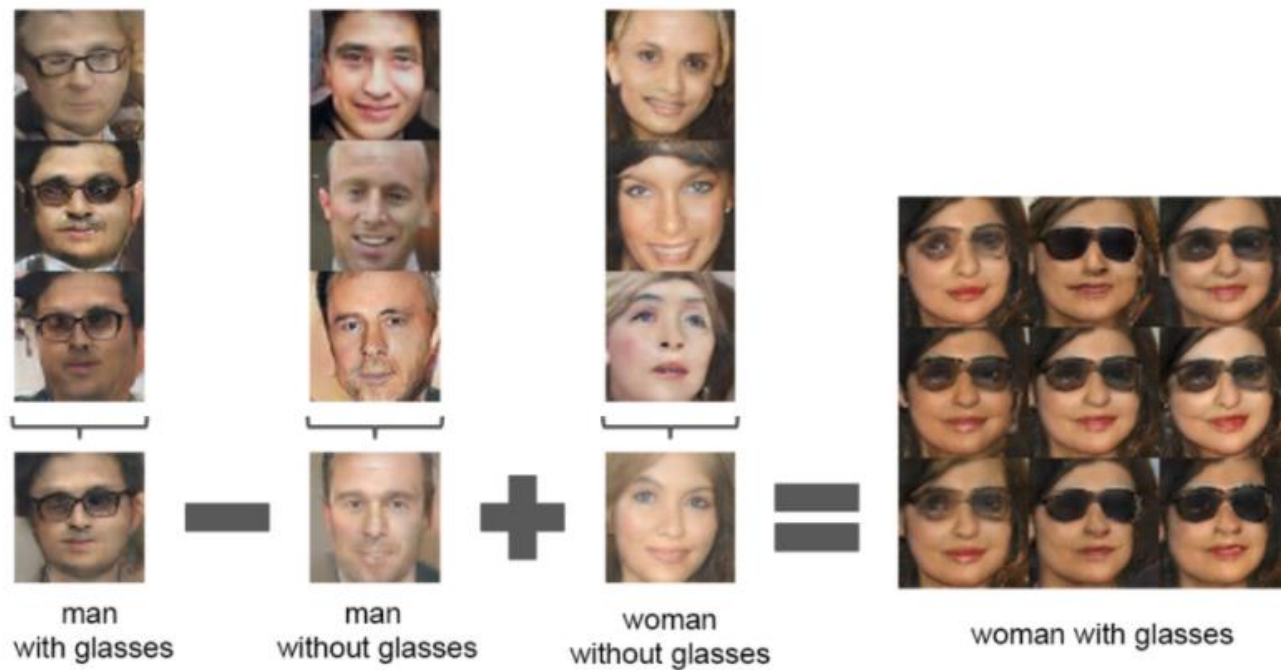 man
with glasses
man
without glasses
woman
without glasses
woman with glasses